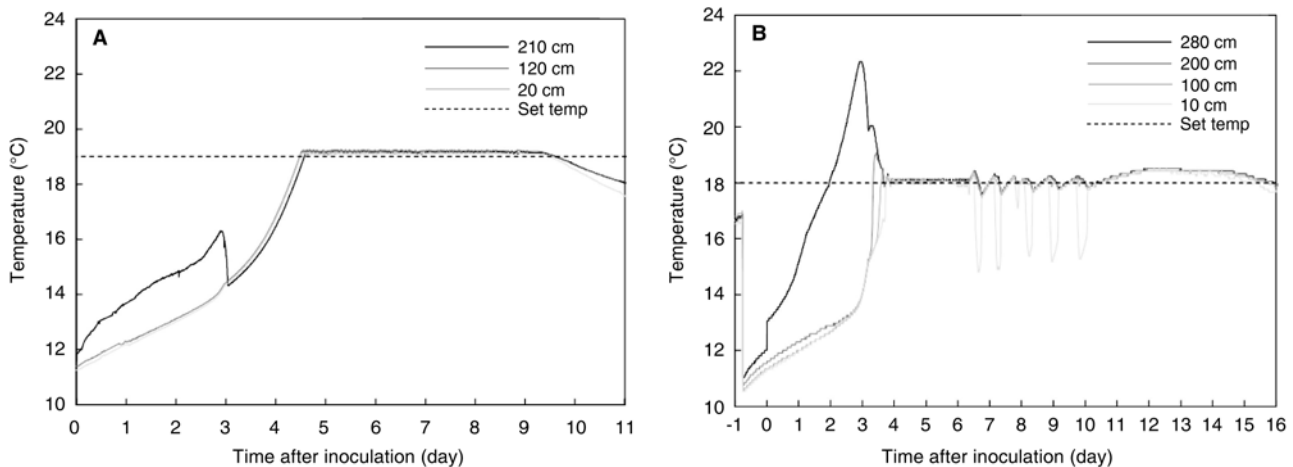 A
24
22
20
18
16
14
12
10
Temperature (°C)
210 cm
120 cm
20 cm
Set temp
0 1 2 3 4 5 6 7 8 9 10 11
Time after inoculation (day)
B
24
22
20
18
16
14
12
10
Temperature (°C)
280 cm
200 cm
100 cm
10 cm
Set temp
-1 0 1 2 3 4 5 6 7 8 9 10 11 12 13 14 15 16
Time after inoculation (day)